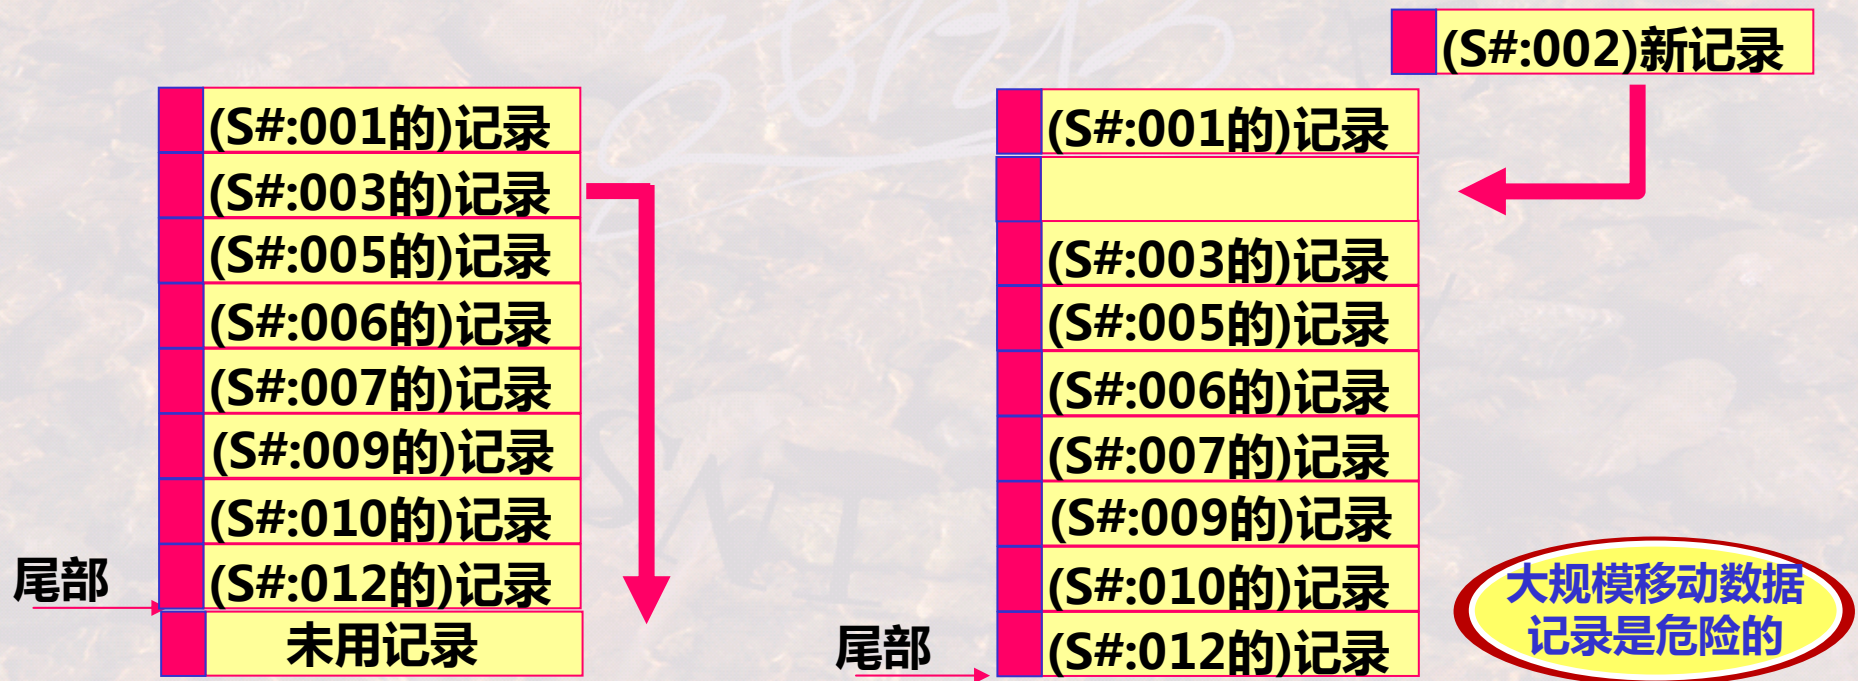 (S#:002)新记录
(S#:001的)记录
(S#:003的)记录
(S#:005的)记录
(S#:006的)记录
(S#:007的)记录
(S#:009的)记录
(S#:010的)记录
(S#:012的)记录
未用记录
尾部
(S#:001的)记录
(S#:003的)记录
(S#:005的)记录
(S#:006的)记录
(S#:007的)记录
(S#:009的)记录
(S#:010的)记录
(S#:012的)记录
尾部
大规模移动数据
记录是危险的